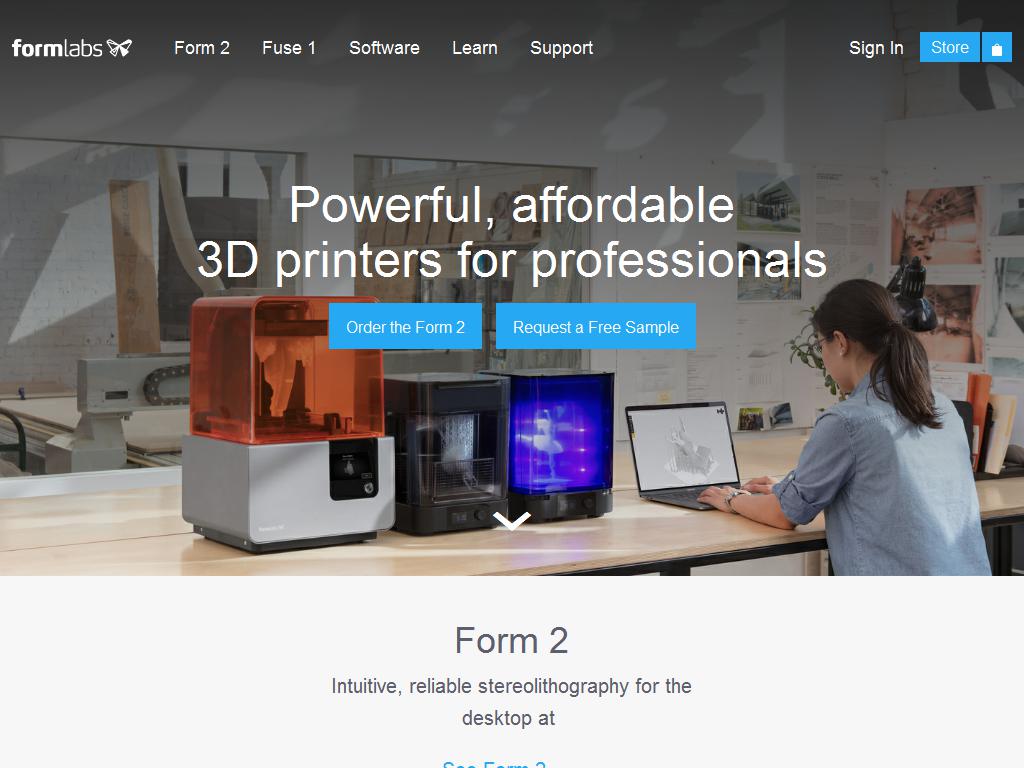 formlabs
Form 2
Fuse 1
Software
Learn
Support
Sign In
Store
Powerful, affordable
3D printers for professionals
Order the Form 2
Request a Free Sample
Form 2
Intuitive, reliable stereolithography for the
desktop at
See Form 2